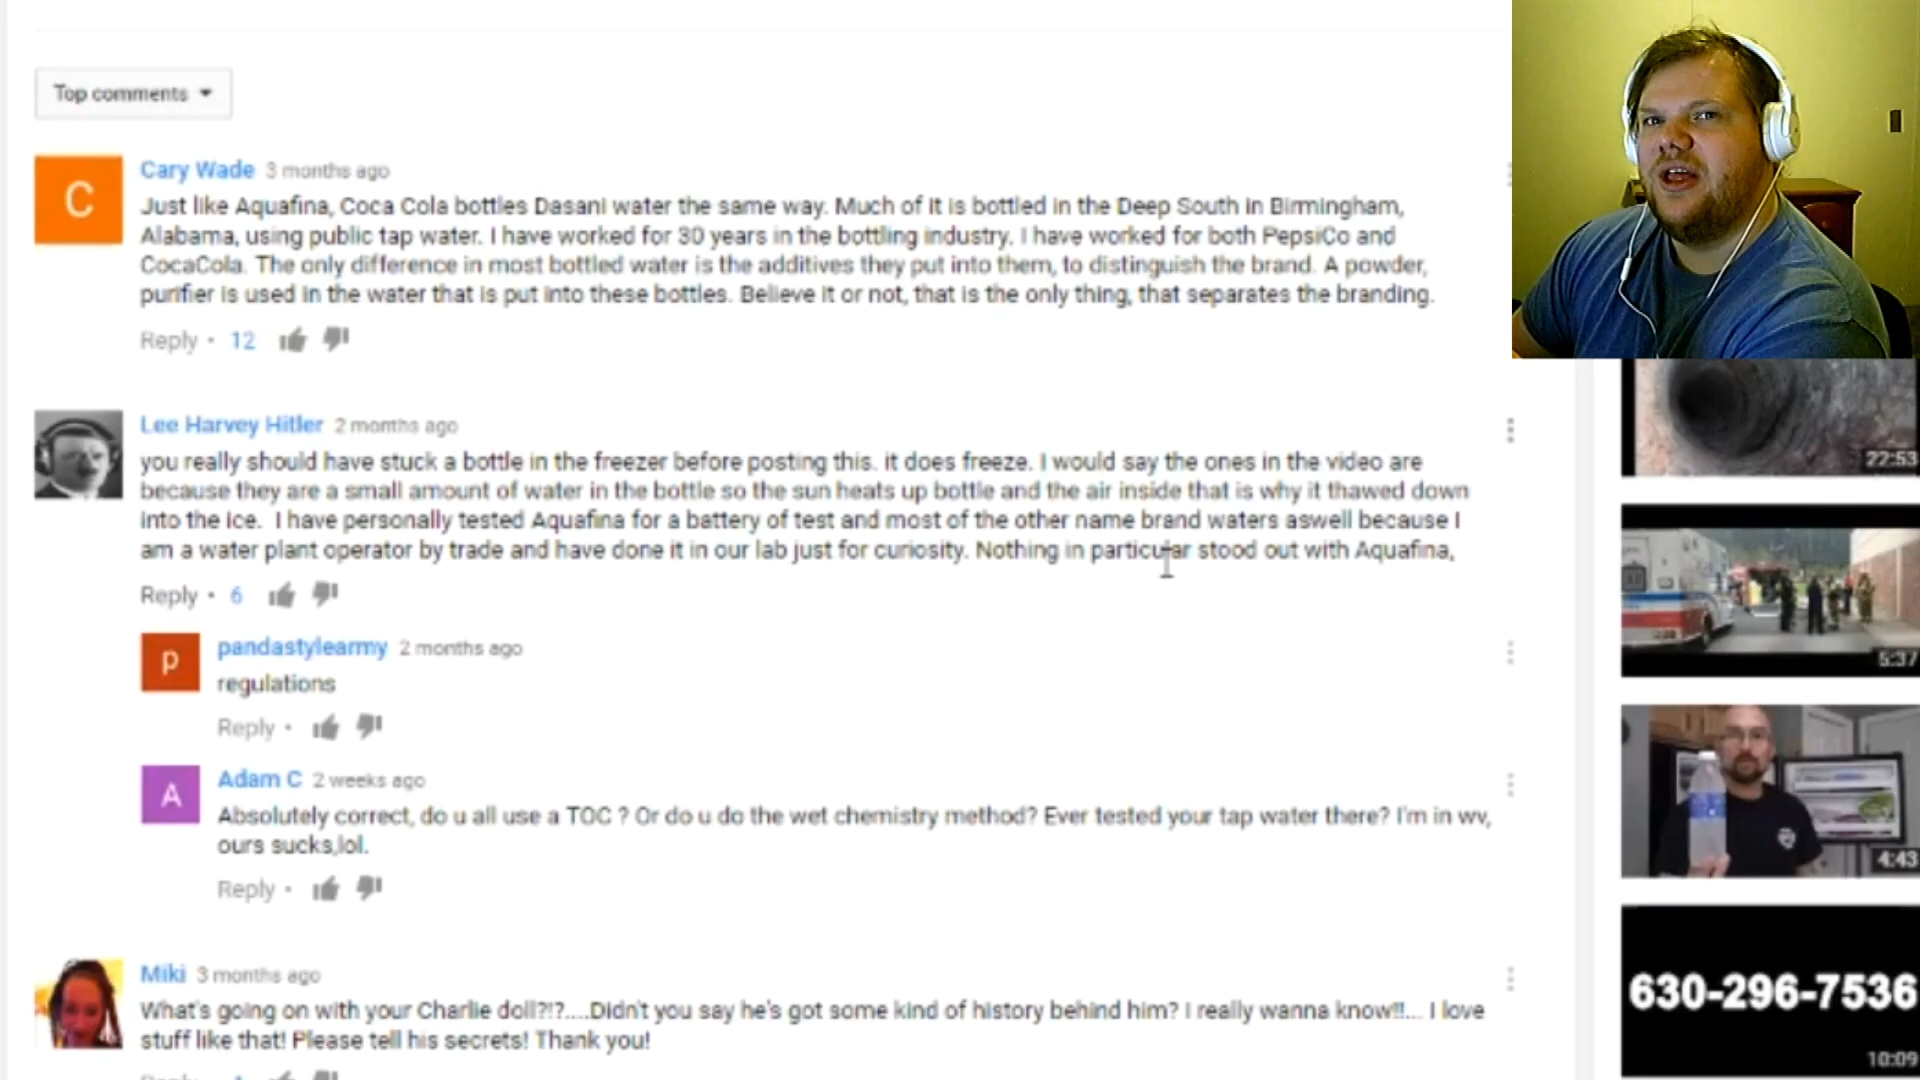 Top comments
C
Cary Wade 3 months ago
Just like Aquafina, Coca Cola bottles Dasani water the same way. Much of it is bottled in the Deep South in Birmingham,
Alabama, using public tap water. I have worked for 30 years in the bottling industry. I have worked for both PepsiCo and
CocaCola. The only difference in most bottled water is the additives they put into them, to distinguish the brand. A powder,
purifier is used in the water that is put into these bottles. Believe it or not, that is the only thing, that separates the branding.
Reply • 12
Lee Harvey Hitler 2 months ago
you really should have stuck a bottle in the freezer before posting this. it does freeze. I would say the ones in the video are
because they are a small amount of water in the bottle so the sun heats up bottle and the air inside that is why it thawed down
into the ice. I have personally tested Aquafina for a battery of test and most of the other name brand waters aswell because I
am a water plant operator by trade and have done it in our lab just for curiosity. Nothing in particular stood out with Aquafina,
Reply • 6
p
pandastylearmy 2 months ago
regulations
Reply •
A
Adam C 2 weeks ago
Absolutely correct, do u all use a TOC ? Or do u do the wet chemistry method? Ever tested your tap water there? I'm in wv,
ours sucks,lol.
Reply •
Miki 3 months ago
What's going on with your Charlie doll?!?....Didn't you say he's got some kind of history behind him? I really wanna know!!... I love
stuff like that! Please tell his secrets! Thank you!
22:53
5:37
4:43
630-296-7536
10:09